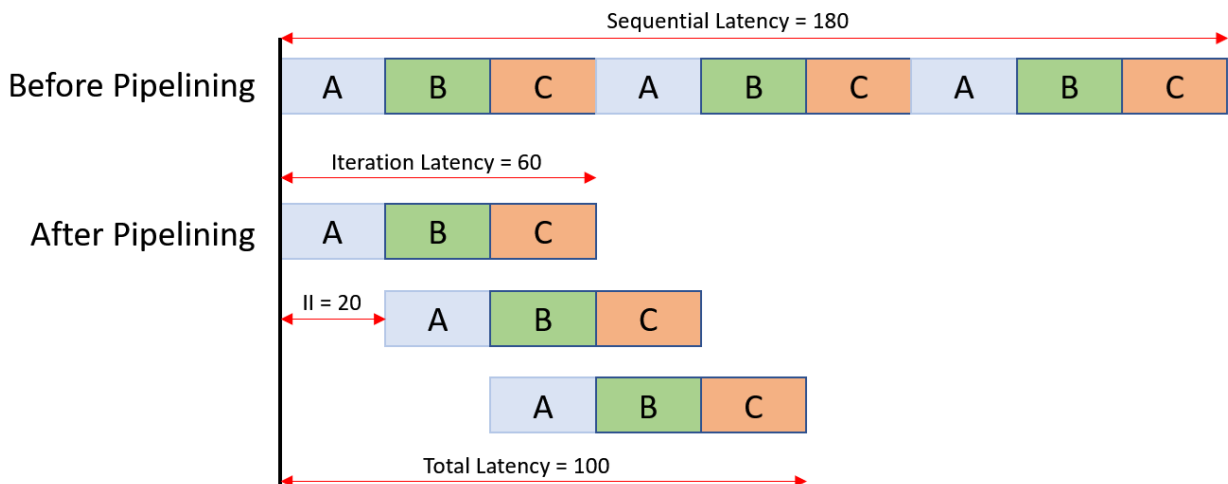 Sequential Latency = 180
Before Pipelining A B C A B C A B C
Iteration Latency = 60
After Pipelining A B C
II = 20
A B C
A B C
Total Latency = 100